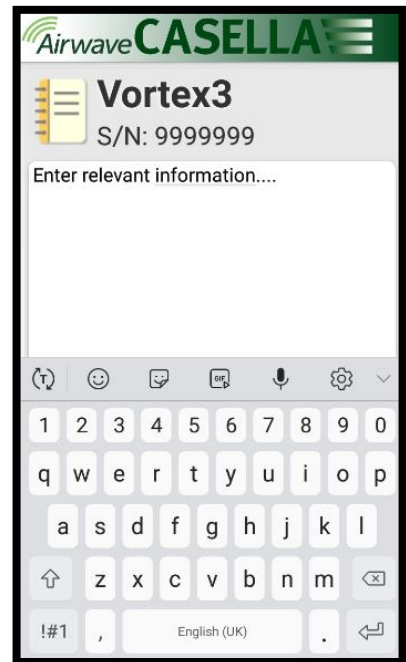 Airwave CASELLA
Vortex3
S/N: 9999999
Enter relevant information....
T GIF
1 2 3 4 5 6 7 8 9 0
q w e r t y u i o p
a s d f g h j k l
z x c v b n m
!#1 , English (UK) .